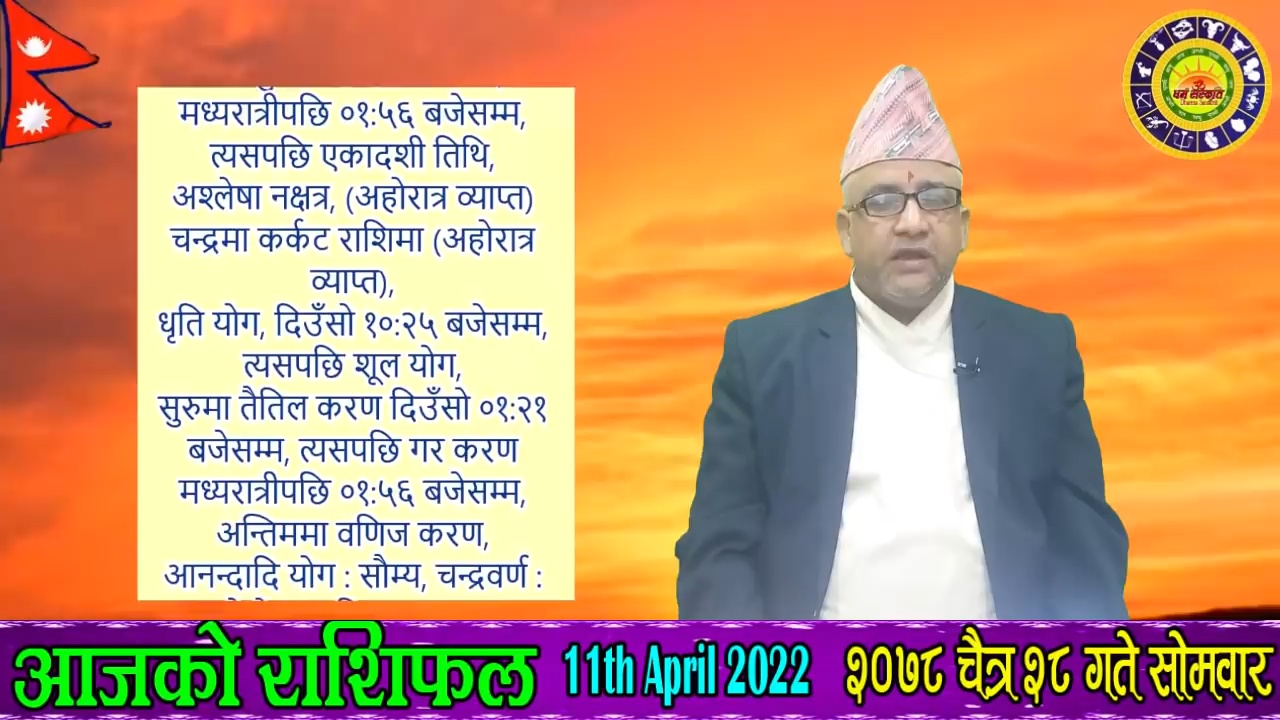 मध्यरात्रीपछि ०१:५६ बजेसम्म,
त्यसपछि एकादशी तिथि,
अश्लेषा नक्षत्र, (अहोरात्र व्याप्त)
चन्द्रमा कर्कट राशिमा (अहोरात्र
व्याप्त),
धृति योग, दिउँसो १०:२५ बजेसम्म,
त्यसपछि शूल योग,
सुरुमा तैतिल करण दिउँसो ०१:२१
बजेसम्म, त्यसपछि गर करण
मध्यरात्रीपछि ०१:५६ बजेसम्म,
अन्तिममा वणिज करण,
आनन्दादि योग : सौम्य, चन्द्रवर्ण :
धर्म संस्कृति
आजको राशिफल 11th April 2022 २०७८ चैत्र २८ गते सोमवार